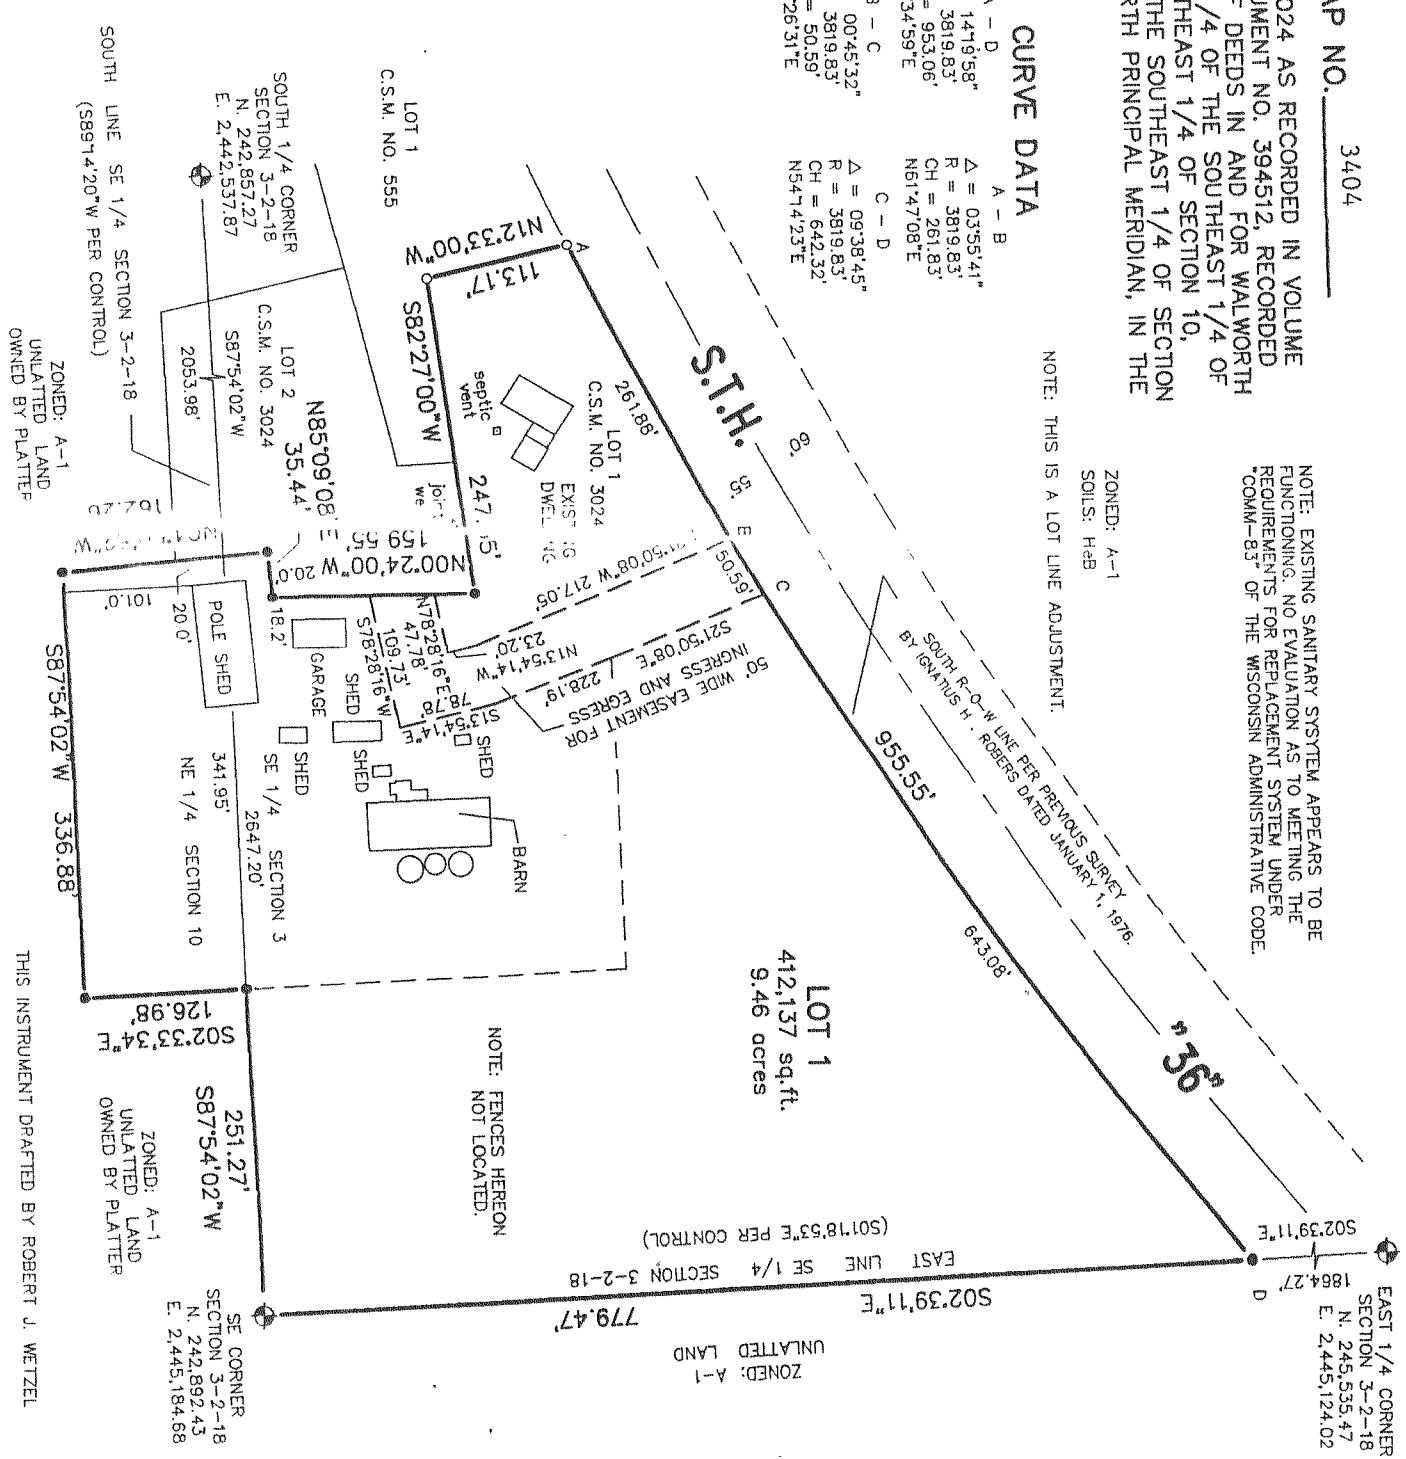 AP NO. 3404
024 AS RECORDED IN VOLUME
UMENT NO. 394512, RECORDED
F DEEDS IN AND FOR WALWORTH
/4 OF THE SOUTHEAST 1/4 OF
THEAST 1/4 OF SECTION 10,
THE SOUTHEAST 1/4 OF SECTION
RTH PRINCIPAL MERIDIAN, IN THE
CURVE DATA
A - D
14°19'58"
3819.83'
= 953.06'
°34'59"E
A - B
Δ = 03°55'41"
R = 3819.83'
CH = 261.83'
N61°47'08"E
B - C
00°45'32"
3819.83'
= 50.59'
°26'31"E
C - D
Δ = 09°38'45"
R = 3819.83'
CH = 642.32'
N54°14'23"E
NOTE: EXISTING SANITARY SYSYTEM APPEARS TO BE
FUNCTIONING. NO EVALUATION AS TO MEETING THE
REQUIREMENTS FOR REPLACEMENT SYSTEM UNDER
"COMM-83" OF THE WISCONSIN ADMINISTRATIVE CODE.
ZONED: A-1
SOILS: HeB
NOTE: THIS IS A LOT LINE ADJUSTMENT.
EAST 1/4 CORNER
SECTION 3-2-18
N. 245,535.47
E. 2,445,124.02
S02°39'11"E
1864.27'
D
S.T.H.
"36"
60'
55'
SOUTH R-O-W LINE PER PREVIOUS SURVEY
BY IGNATIUS H. ROBERS DATED JANUARY 1, 1976.
A
261.88'
B
50.59'
C
955.55'
643.08'
LOT 1
C.S.M. NO. 555
N12°33'00"W
113.17'
LOT 1
C.S.M. NO. 3024
septic
vent
S82°27'00"W
N00°24'00"W
159.55'
217.05'
23.20'
N13°54'14"W
N78°28'16"E
47.78'
109.73'
S78°28'16"W
S21°50'08"E
228.19'
S13°54'14"E
78.78'
50' WIDE EASEMENT FOR
INGRESS AND EGRESS
LOT 1
412,137 sq.ft.
9.46 acres
EAST LINE SE 1/4 SECTION 3-2-18
(S01°18'53"E PER CONTROL)
S02°39'11"E
779.47'
ZONED: A-1
UNLATTED LAND
NOTE: FENCES HEREON
NOT LOCATED.
SHED
SHED
SHED
SHED
BARN
GARAGE
18.2'
20.0'
POLE SHED
101.0'
SOUTH 1/4 CORNER
SECTION 3-2-18
N. 242,857.27
E. 2,442,537.87
LOT 2
C.S.M. NO. 3024
S87°54'02"W
2053.98'
SOUTH LINE SE 1/4 SECTION 3-2-18
(S89°14'20"W PER CONTROL)
35.44'
ZONED: A-1
UNLATTED LAND
OWNED BY PLATTER
SE 1/4 SECTION 3
2647.20'
341.95'
NE 1/4 SECTION 10
S87°54'02"W 336.88'
S02°33'34"E
126.98'
251.27'
S87°54'02"W
ZONED: A-1
UNLATTED LAND
OWNED BY PLATTER
SE CORNER
SECTION 3-2-18
N. 242,892.43
E. 2,445,184.68
THIS INSTRUMENT DRAFTED BY ROBERT J. WETZEL